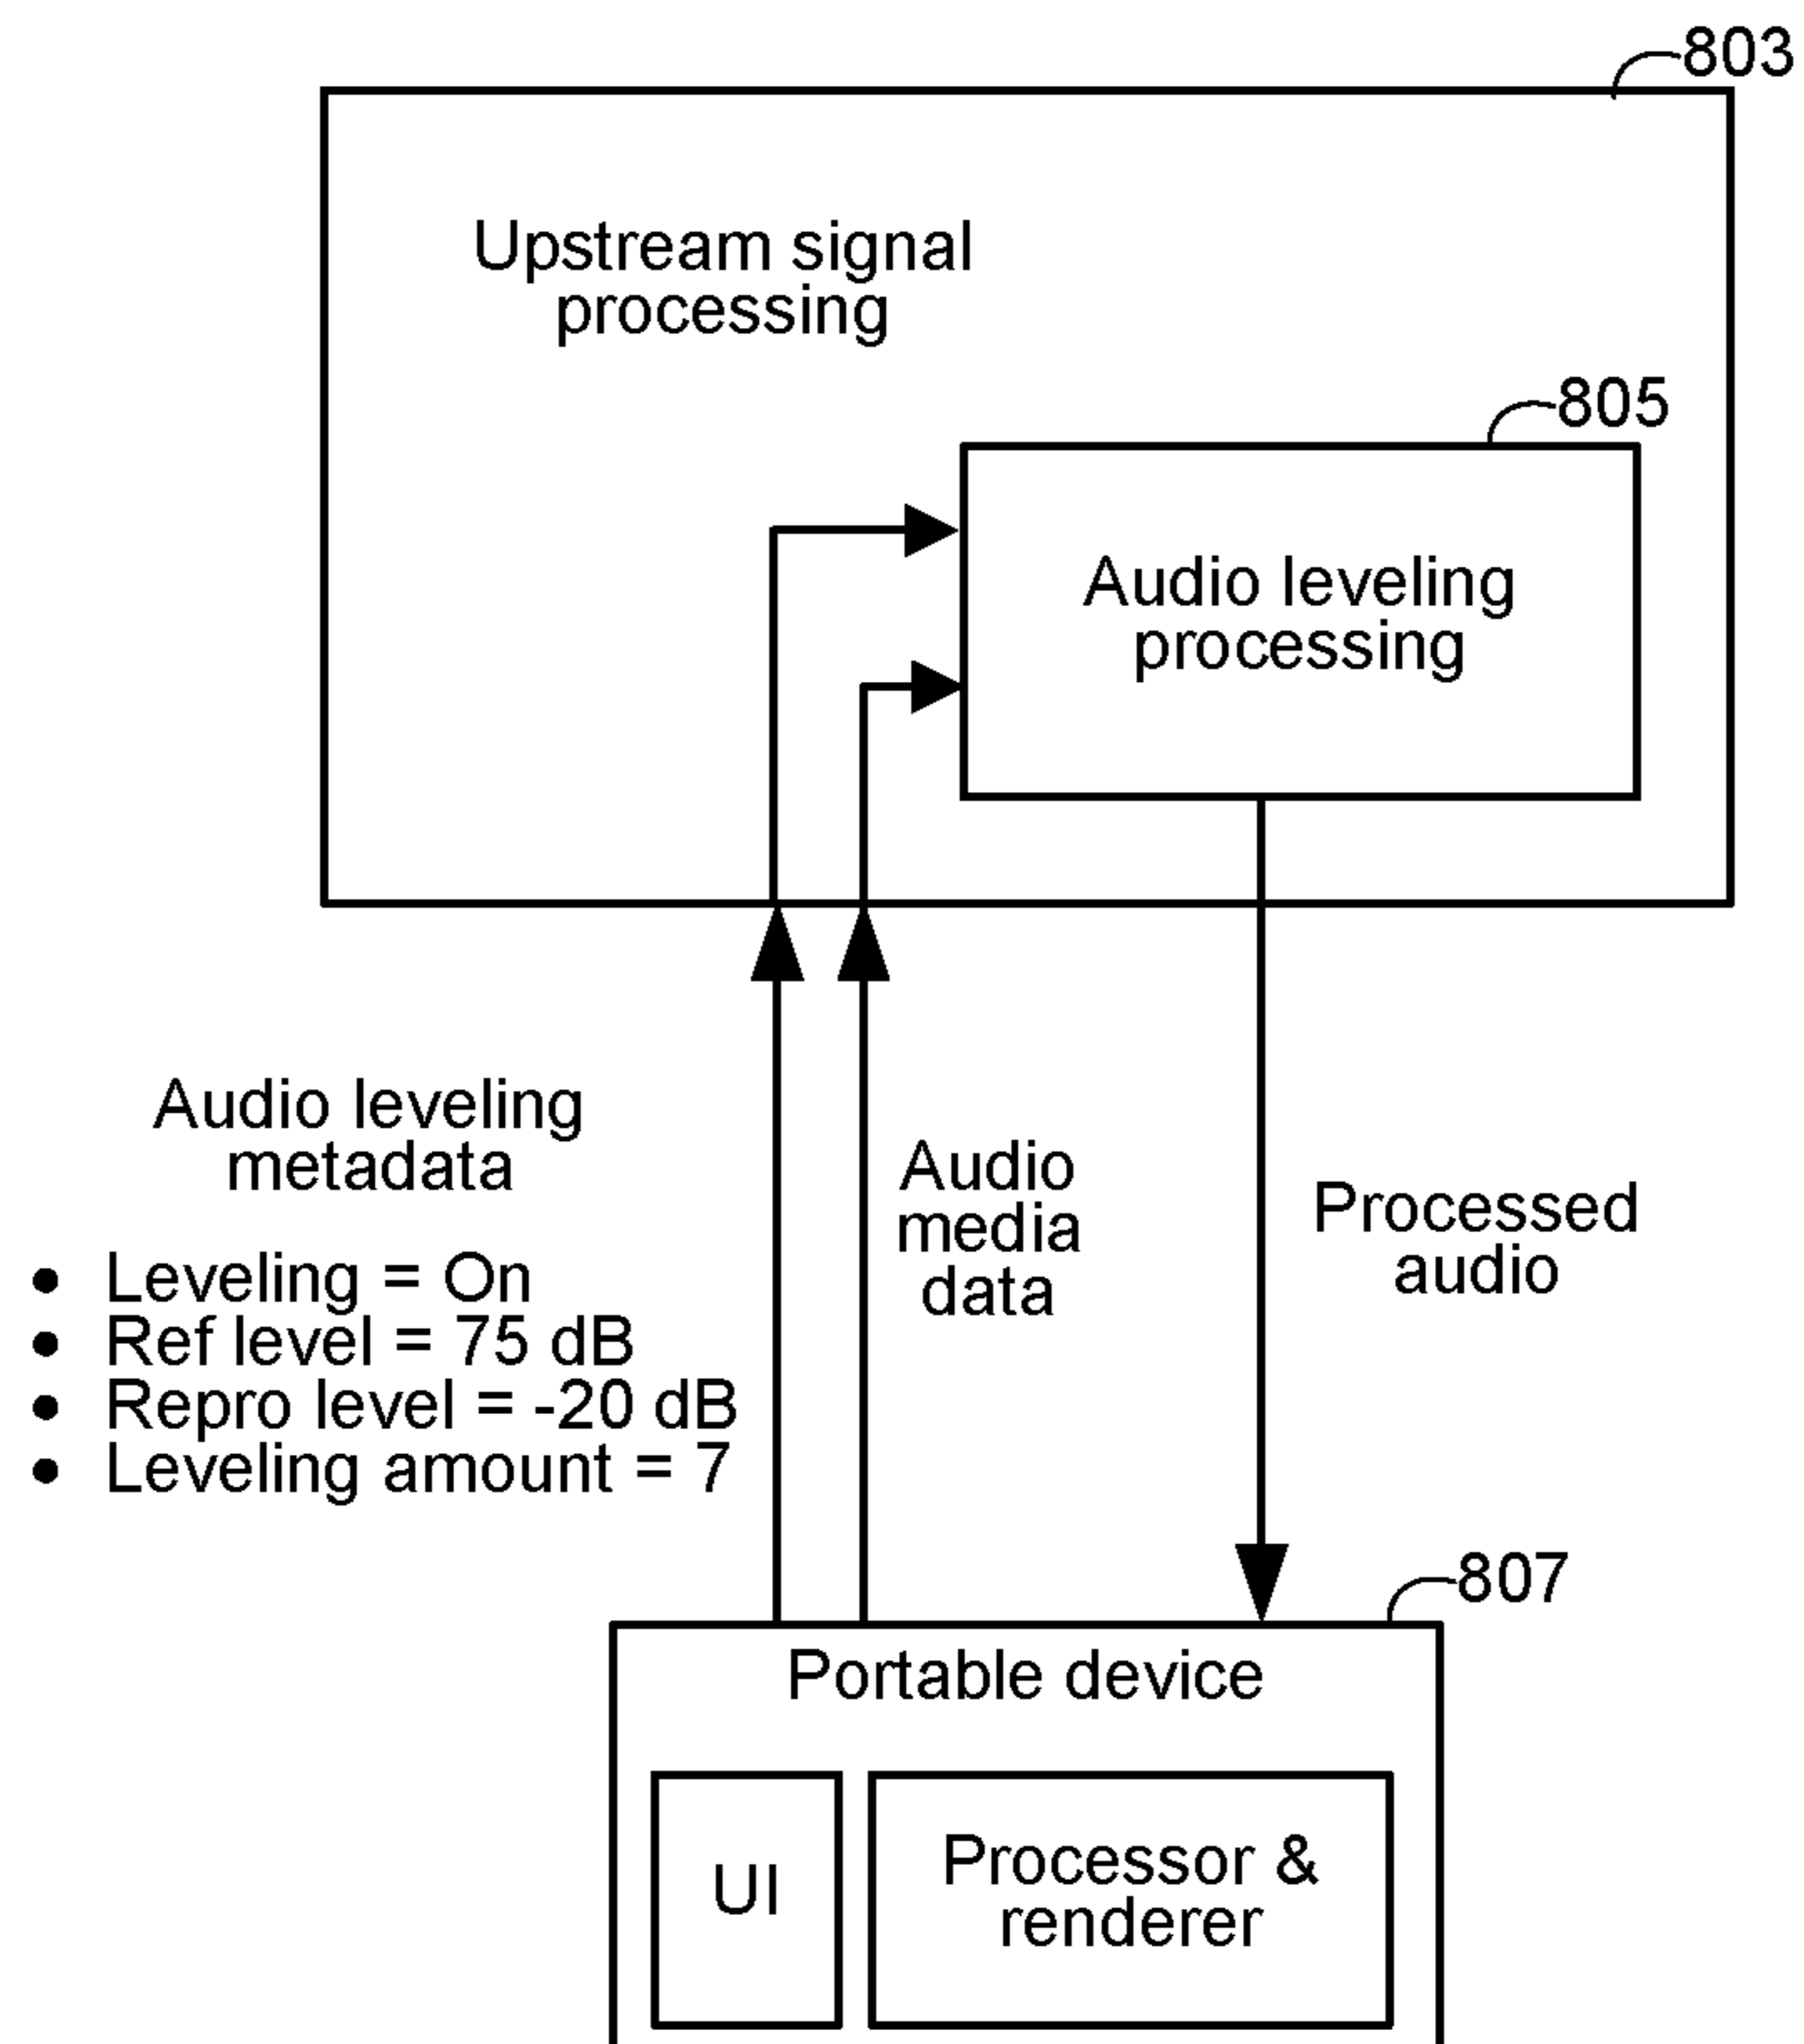 803
Upstream signal
processing
805
Audio leveling
processing
Audio leveling
metadata
• Leveling = On
• Ref level = 75 dB
• Repro level = -20 dB
• Leveling amount = 7
Audio
media
data
Processed
audio
807
Portable device
UI
Processor &
renderer